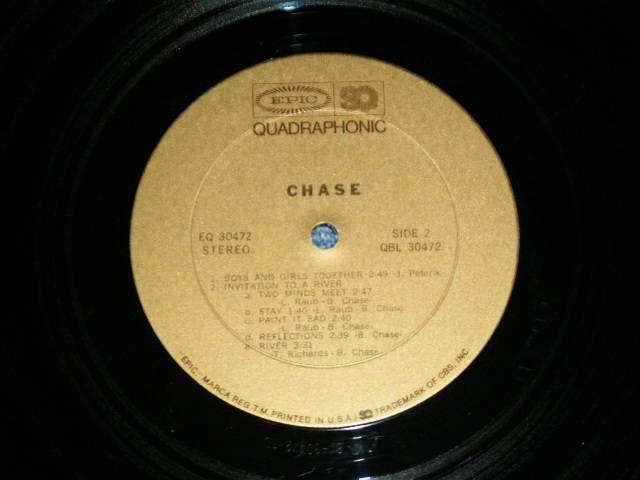 EPIC SQ
QUADRAPHONIC
CHASE
EQ 30472 SIDE 2
STEREO. QBL 30472
1. BOYS AND GIRLS TOGETHER 2:49 -J. Peterik
2. INVITATION TO A RIVER
a. TWO MINDS MEET 2:47
-L. Raub-B. Chase-
b. STAY 1:40 -L. Raub-B. Chase-
c. PAINT IT SAD 2:40
-L. Raub-B. Chase-
d. REFLECTIONS 2:39 -B. Chase-
e. RIVER 3:31
-T. Richards-B. Chase-
EPIC: MARCA REG. T.M. PRINTED IN U.S.A./ SQ TRADEMARK OF CBS, INC.